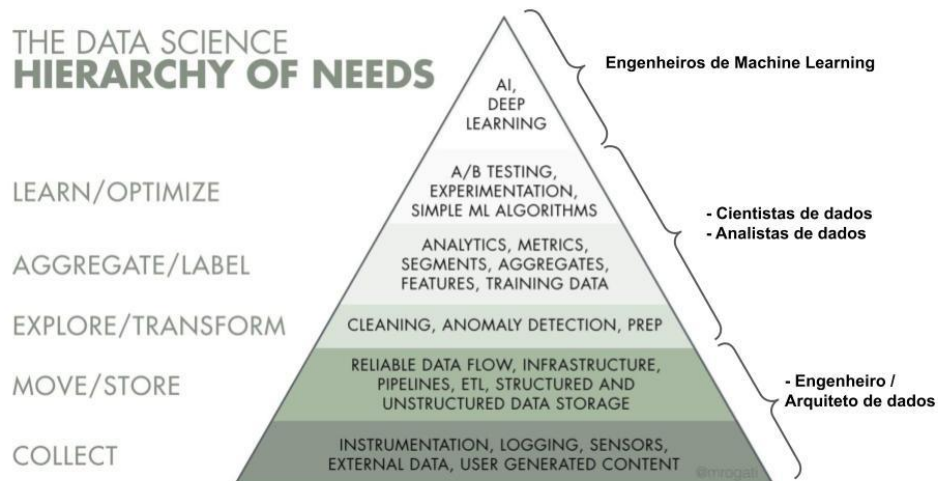 THE DATA SCIENCE
HIERARCHY OF NEEDS
Engenheiros de Machine Learning
AI,
DEEP
LEARNING
LEARN/OPTIMIZE
A/B TESTING,
EXPERIMENTATION,
SIMPLE ML ALGORITHMS
- Cientistas de dados
- Analistas de dados
AGGREGATE/LABEL
ANALYTICS, METRICS,
SEGMENTS, AGGREGATES,
FEATURES, TRAINING DATA
EXPLORE/TRANSFORM
CLEANING, ANOMALY DETECTION, PREP
MOVE/STORE
RELIABLE DATA FLOW, INFRASTRUCTURE,
PIPELINES, ETL, STRUCTURED AND
UNSTRUCTURED DATA STORAGE
- Engenheiro /
Arquiteto de dados
COLLECT
INSTRUMENTATION, LOGGING, SENSORS,
EXTERNAL DATA, USER GENERATED CONTENT
@mrogati